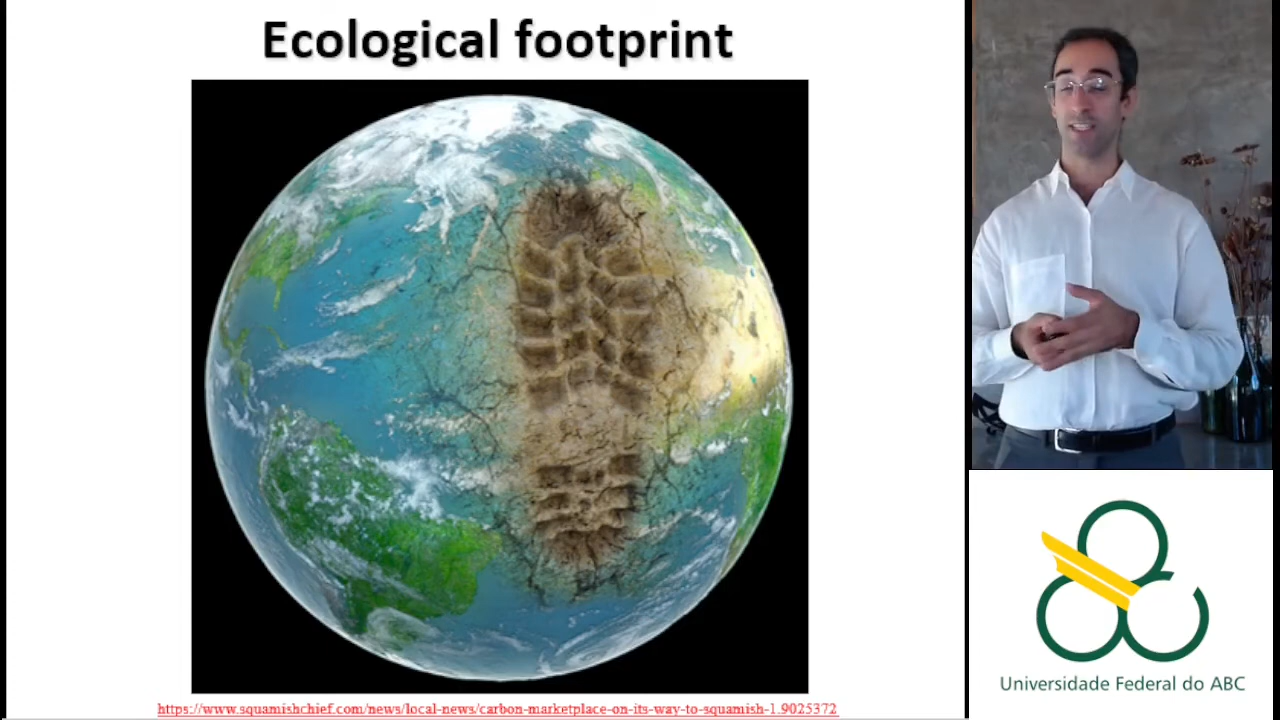 Ecological footprint
https://www.squamishchief.com/news/local-news/carbon-marketplace-on-its-way-to-squamish-1.9025372
Universidade Federal do ABC